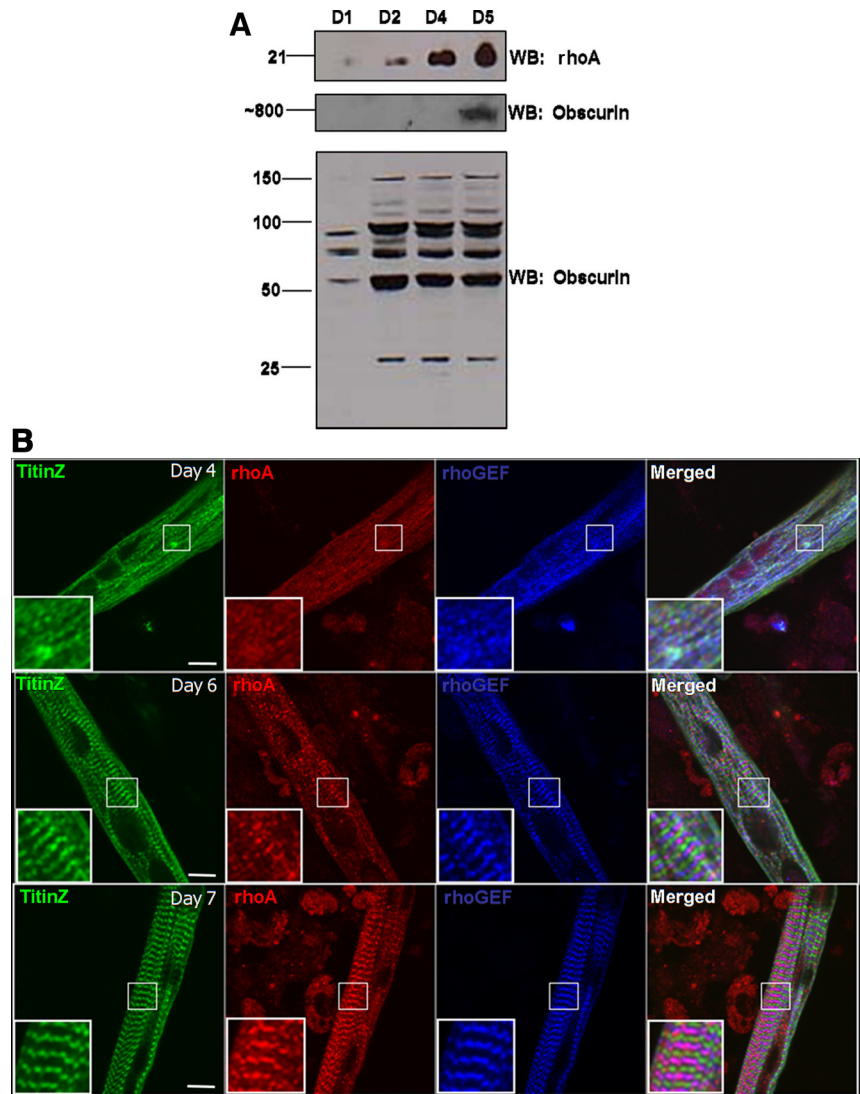 A
D1 D2 D4 D5
21 WB: rhoA
~800 WB: Obscurin
150
100
WB: Obscurin
50
25
B
TitinZ Day 4 rhoA rhoGEF Merged
TitinZ Day 6 rhoA rhoGEF Merged
TitinZ Day 7 rhoA rhoGEF Merged